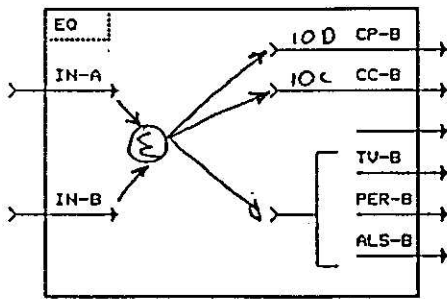 EQ
10D CP-B
IN-A 10C CC-B
Σ
TV-B
IN-B PER-B
ALS-B